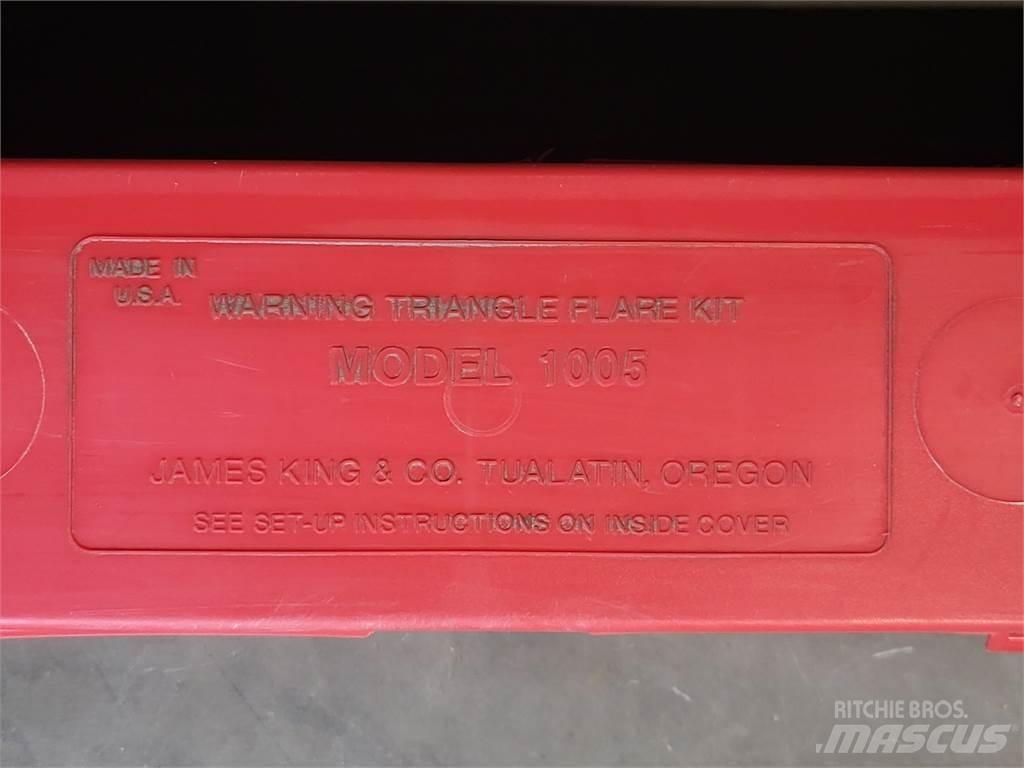 MADE IN
U.S.A.
WARNING TRIANGLE FLARE KIT
MODEL 1005
JAMES KING & CO. TUALATIN, OREGON
SEE SET-UP INSTRUCTIONS ON INSIDE COVER
RITCHIE BROS.
MASCUS